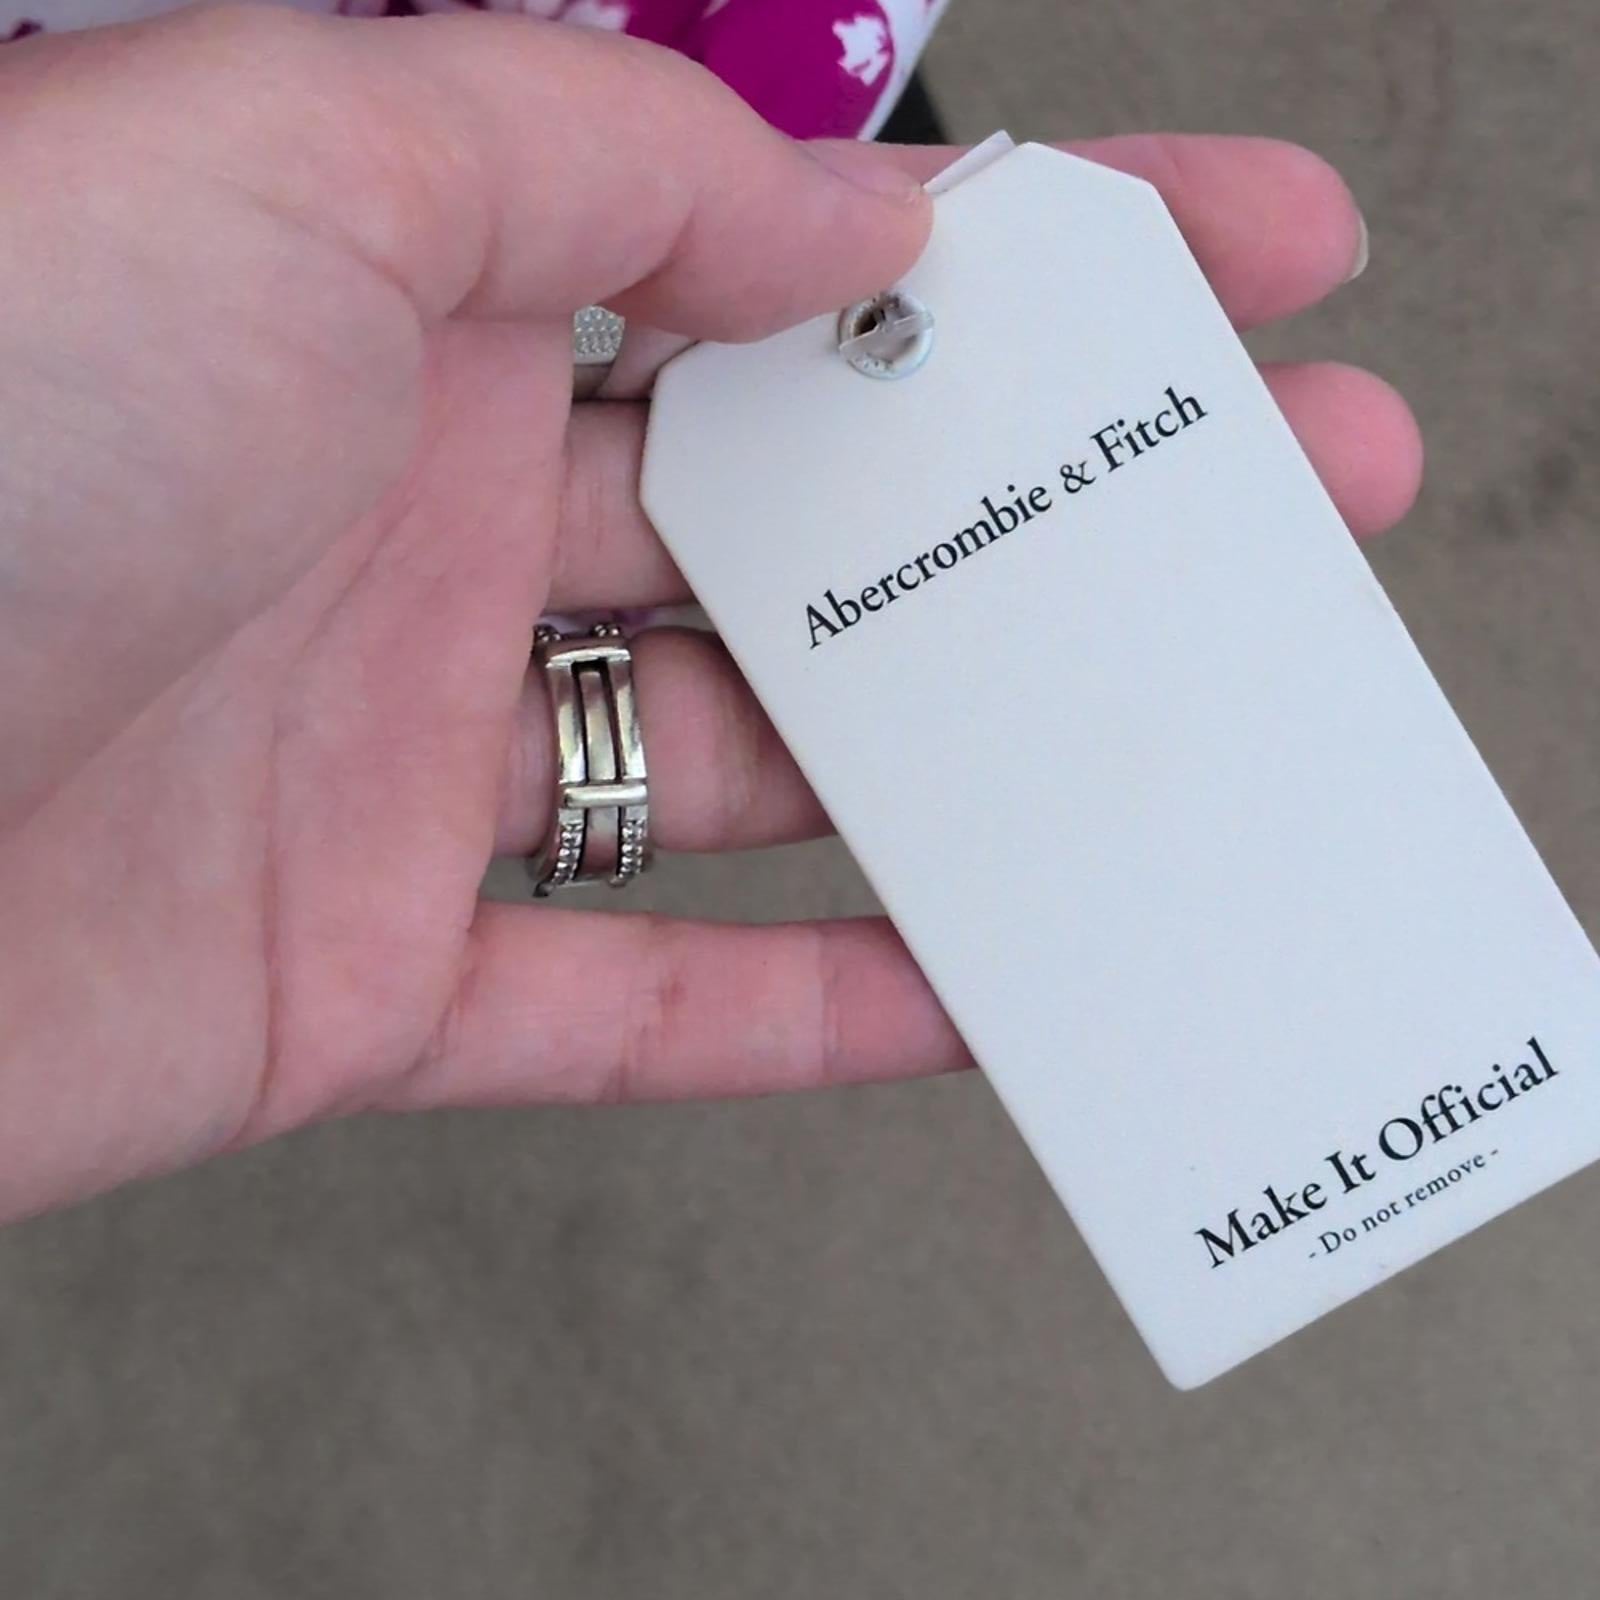 Abercrombie & Fitch
Make It Official
- Do not remove -